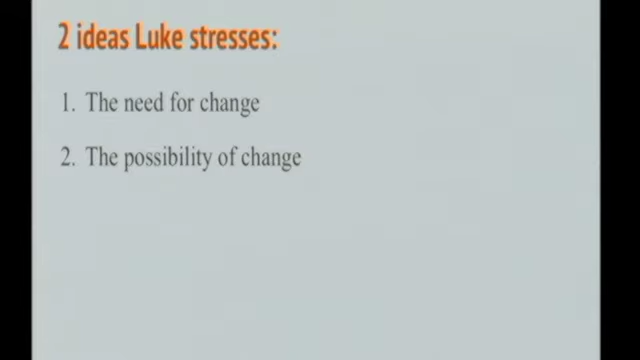 2 ideas Luke stresses:
1. The need for change
2. The possibility of change